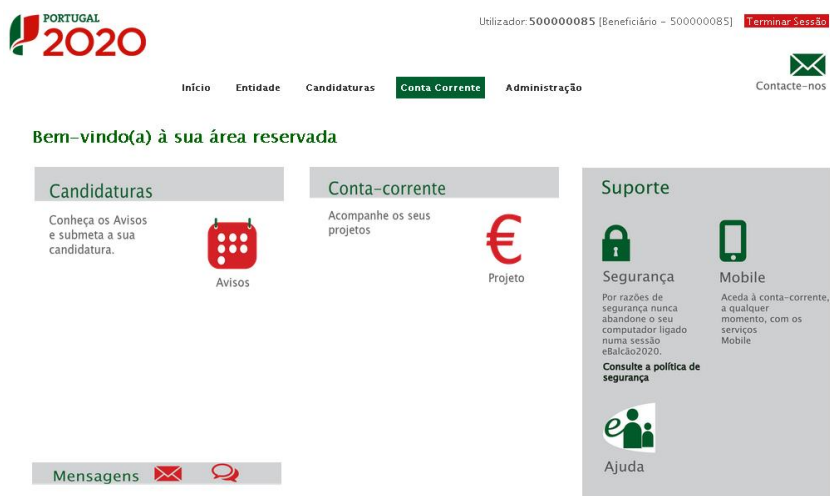 PORTUGAL
2020
Utilizador: 500000085 [Beneficiário - 500000085] Terminar Sessão
Contacte-nos
Início Entidade Candidaturas Conta Corrente Administração
Bem-vindo(a) à sua área reservada
Candidaturas
Conheça os Avisos
e submeta a sua
candidatura.
Avisos
Conta-corrente
Acompanhe os seus
projetos
€
Projeto
Suporte
Segurança
Por razões de
segurança nunca
abandone o seu
computador ligado
numa sessão
eBalcão2020.
Consulte a política de
segurança
Mobile
Aceda à conta-corrente,
a qualquer
momento, com os
serviços
Mobile
e
Ajuda
Mensagens